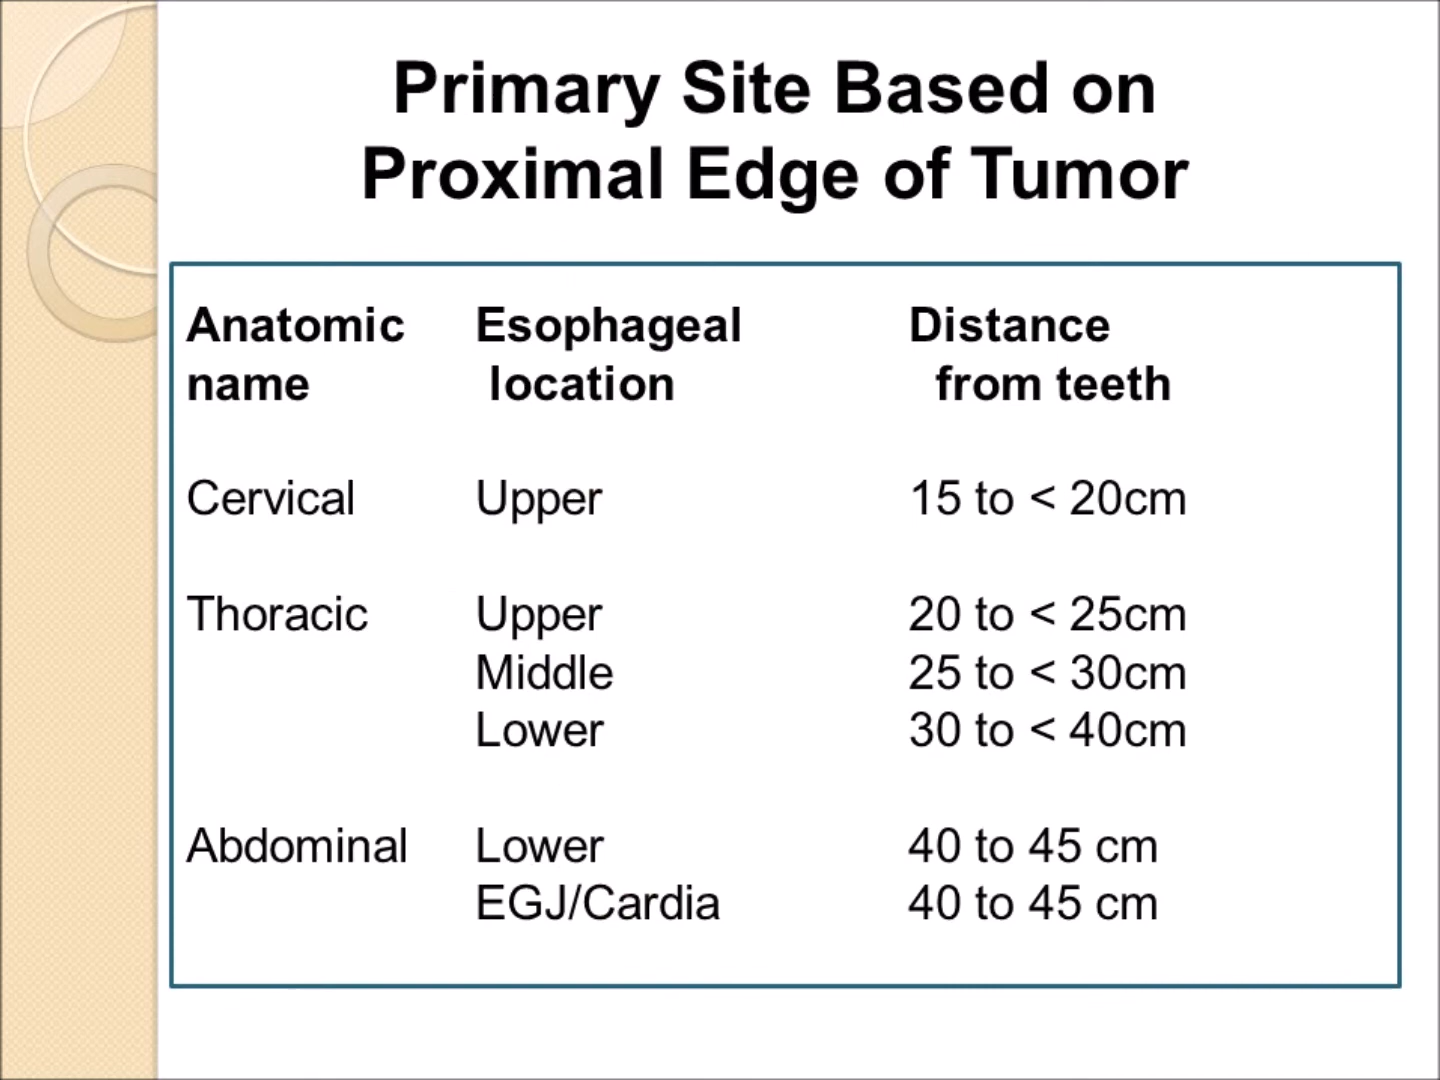 Primary Site Based on
Proximal Edge of Tumor
Anatomic Esophageal Distance
name location from teeth
Cervical Upper 15 to < 20cm
Thoracic Upper 20 to < 25cm
Middle 25 to < 30cm
Lower 30 to < 40cm
Abdominal Lower 40 to 45 cm
EGJ/Cardia 40 to 45 cm